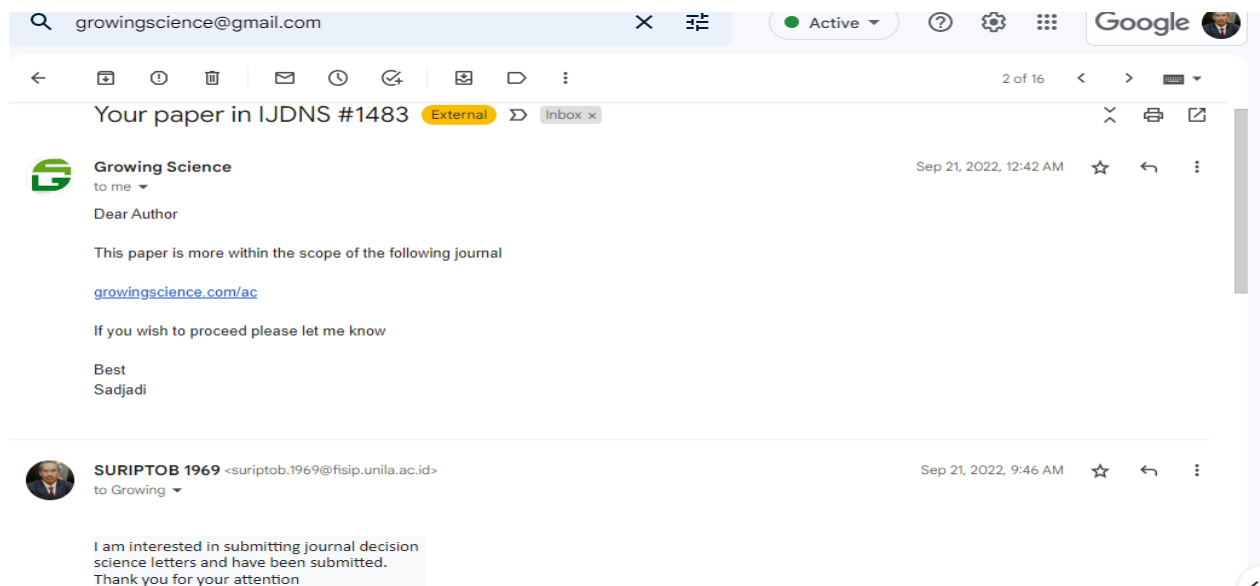 growingscience@gmail.com
Active
Google
2 of 16
Your paper in IJDNS #1483 External Inbox ×
Growing Science Sep 21, 2022, 12:42 AM
to me
Dear Author
This paper is more within the scope of the following journal
growingscience.com/ac
If you wish to proceed please let me know
Best
Sadjadi
SURIPTOB 1969 <suriptob.1969@fisip.unila.ac.id> Sep 21, 2022, 9:46 AM
to Growing
I am interested in submitting journal decision
science letters and have been submitted.
Thank you for your attention